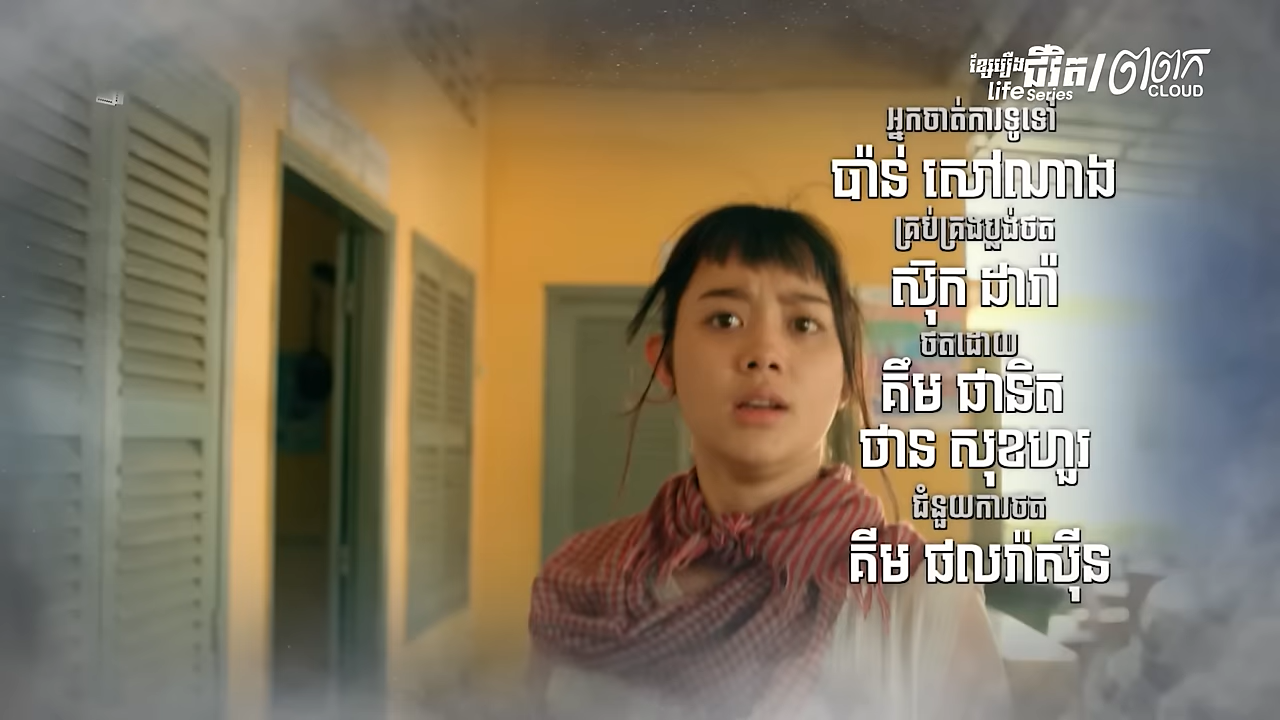 ខ្សែរឿង ជីវិត / ពពក
life Series CLOUD
អ្នកចាត់ការទូទៅ
ប៉ាន់ សៅណាង
គ្រប់គ្រងប្លង់ថត
ស៊ិក ដារ៉ា
ថតដោយ
គឹម ផានិត
ថាន សុខហួរ
ជំនួយការថត
គីម ផលរ៉ាស៊ីន